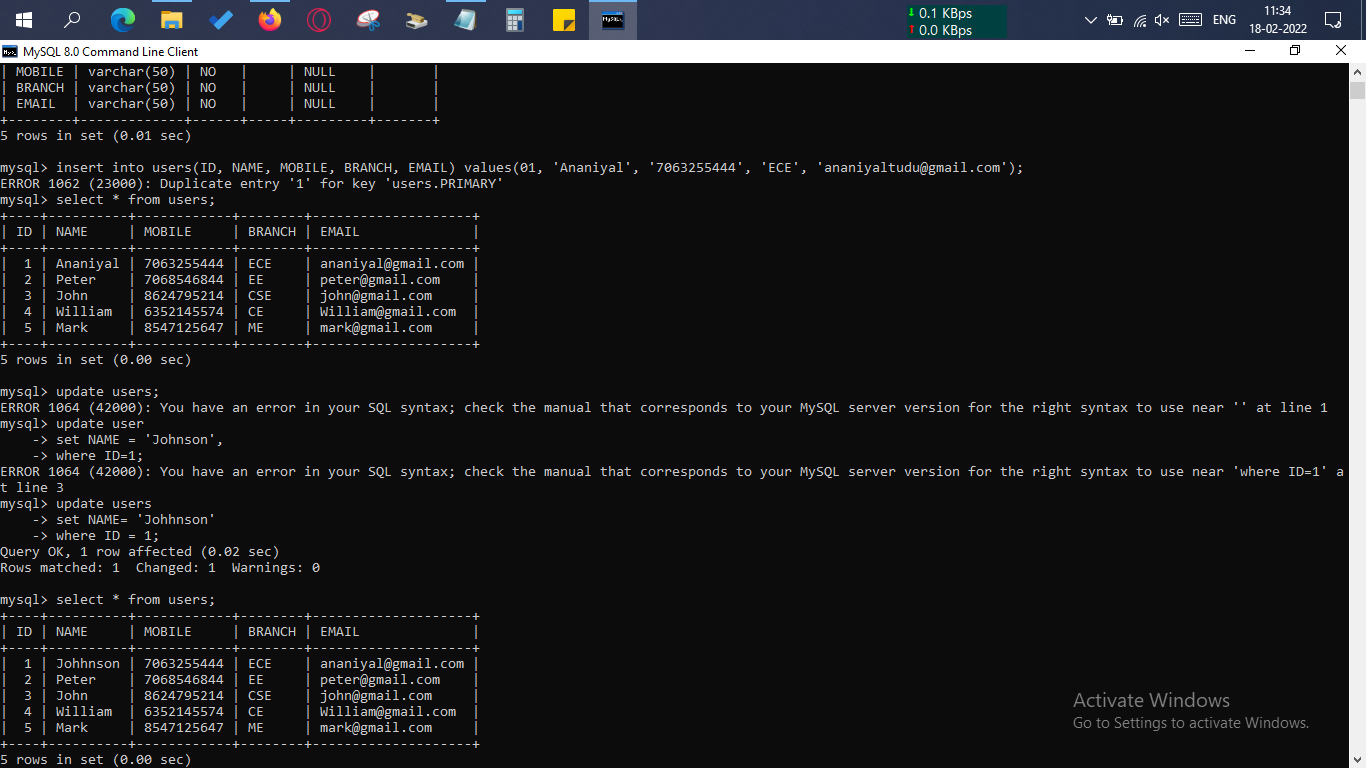 ↓ 0.1 KBps
↑ 0.0 KBps
ENG
11:34
18-02-2022
MySQL 8.0 Command Line Client
| MOBILE | varchar(50) | NO   |     | NULL    |       |
| BRANCH | varchar(50) | NO   |     | NULL    |       |
| EMAIL  | varchar(50) | NO   |     | NULL    |       |
+--------+-------------+------+-----+---------+-------+
5 rows in set (0.01 sec)
mysql> insert into users(ID, NAME, MOBILE, BRANCH, EMAIL) values(01, 'Ananiyal', '7063255444', 'ECE', 'ananiyaltudu@gmail.com');
ERROR 1062 (23000): Duplicate entry '1' for key 'users.PRIMARY'
mysql> select * from users;
+----+----------+------------+--------+--------------------+
| ID | NAME     | MOBILE     | BRANCH | EMAIL              |
+----+----------+------------+--------+--------------------+
|  1 | Ananiyal | 7063255444 | ECE    | ananiyal@gmail.com |
|  2 | Peter    | 7068546844 | EE     | peter@gmail.com    |
|  3 | John     | 8624795214 | CSE    | john@gmail.com     |
|  4 | William  | 6352145574 | CE     | William@gmail.com  |
|  5 | Mark     | 8547125647 | ME     | mark@gmail.com     |
+----+----------+------------+--------+--------------------+
5 rows in set (0.00 sec)
mysql> update users;
ERROR 1064 (42000): You have an error in your SQL syntax; check the manual that corresponds to your MySQL server version for the right syntax to use near '' at line 1
mysql> update user
    -> set NAME = 'Johnson',
    -> where ID=1;
ERROR 1064 (42000): You have an error in your SQL syntax; check the manual that corresponds to your MySQL server version for the right syntax to use near 'where ID=1' a
t line 3
mysql> update users
    -> set NAME= 'Johhnson'
    -> where ID = 1;
Query OK, 1 row affected (0.02 sec)
Rows matched: 1  Changed: 1  Warnings: 0
mysql> select * from users;
+----+----------+------------+--------+--------------------+
| ID | NAME     | MOBILE     | BRANCH | EMAIL              |
+----+----------+------------+--------+--------------------+
|  1 | Johhnson | 7063255444 | ECE    | ananiyal@gmail.com |
|  2 | Peter    | 7068546844 | EE     | peter@gmail.com    |
|  3 | John     | 8624795214 | CSE    | john@gmail.com     |
|  4 | William  | 6352145574 | CE     | William@gmail.com  |
|  5 | Mark     | 8547125647 | ME     | mark@gmail.com     |
+----+----------+------------+--------+--------------------+
5 rows in set (0.00 sec)
Activate Windows
Go to Settings to activate Windows.